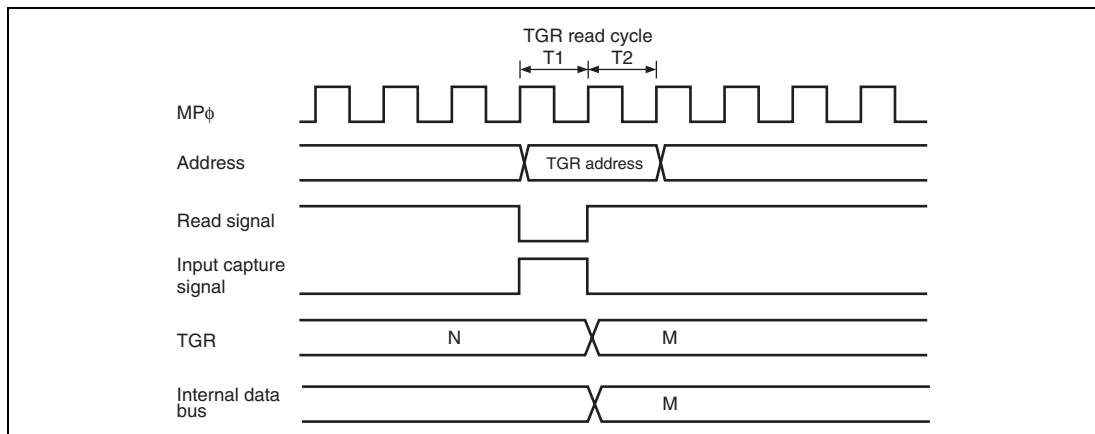 TGR read cycle
T1 T2
MPϕ
Address
TGR address
Read signal
Input capture
signal
TGR
N
M
Internal data
bus
M